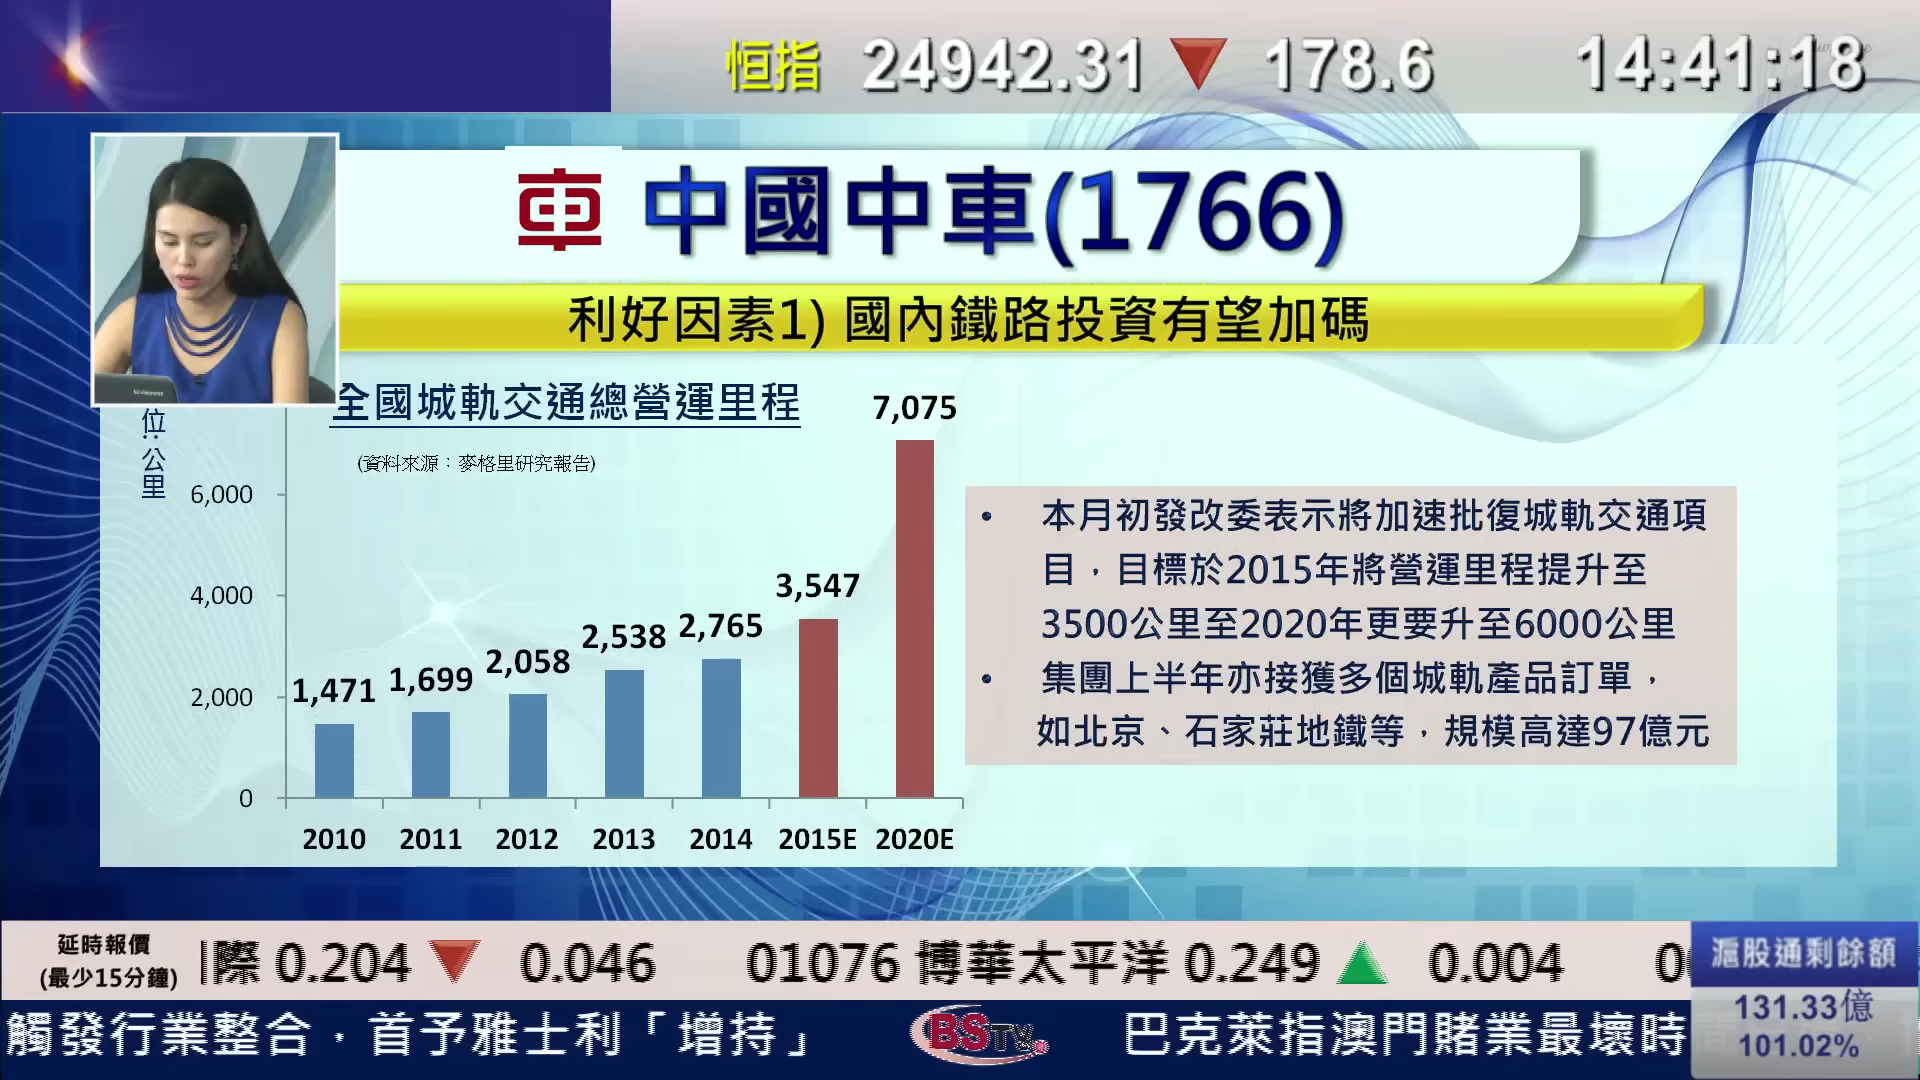 恒指 24942.31 178.6 14:41:18
車 中國中車(1766)
利好因素1) 國內鐵路投資有望加碼
全國城軌交通總營運里程
(資料來源：麥格里研究報告)
位:公里
7,075
6,000
4,000
2,000
0
1,471
1,699
2,058
2,538
2,765
3,547
2010 2011 2012 2013 2014 2015E 2020E
• 本月初發改委表示將加速批復城軌交通項
目，目標於2015年將營運里程提升至
3500公里至2020年更要升至6000公里
• 集團上半年亦接獲多個城軌產品訂單，
如北京、石家莊地鐵等，規模高達97億元
延時報價
(最少15分鐘)
際 0.204 0.046 01076 博華太平洋 0.249 0.004
滬股通剩餘額
131.33億
101.02%
觸發行業整合，首予雅士利「增持」 BSTV 巴克萊指澳門賭業最壞時